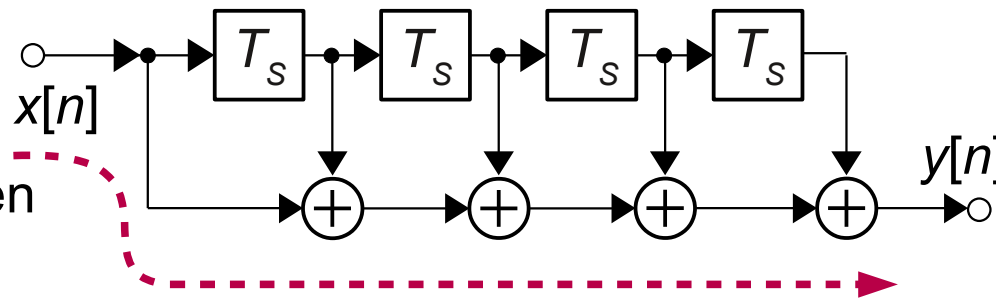 T_S T_S T_S T_S
x[n]
y[n]
en
+ + + +